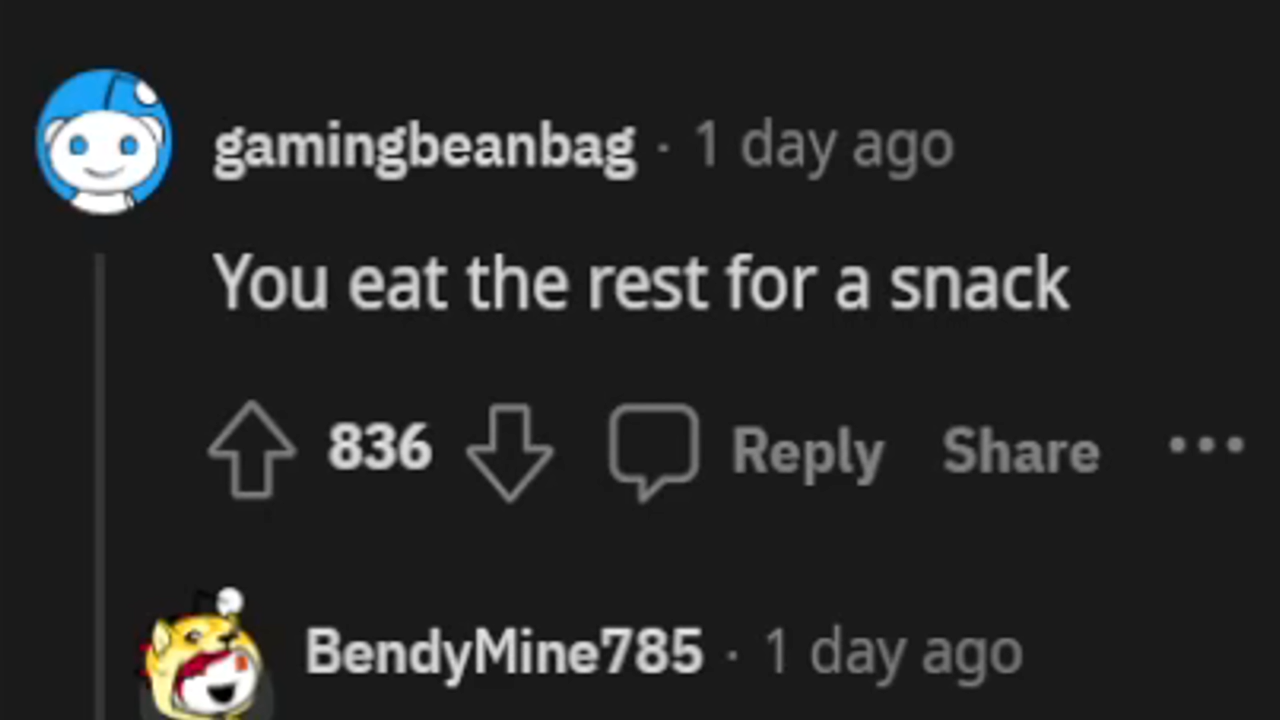 gamingbeanbag · 1 day ago
You eat the rest for a snack
836 Reply Share ···
BendyMine785 · 1 day ago